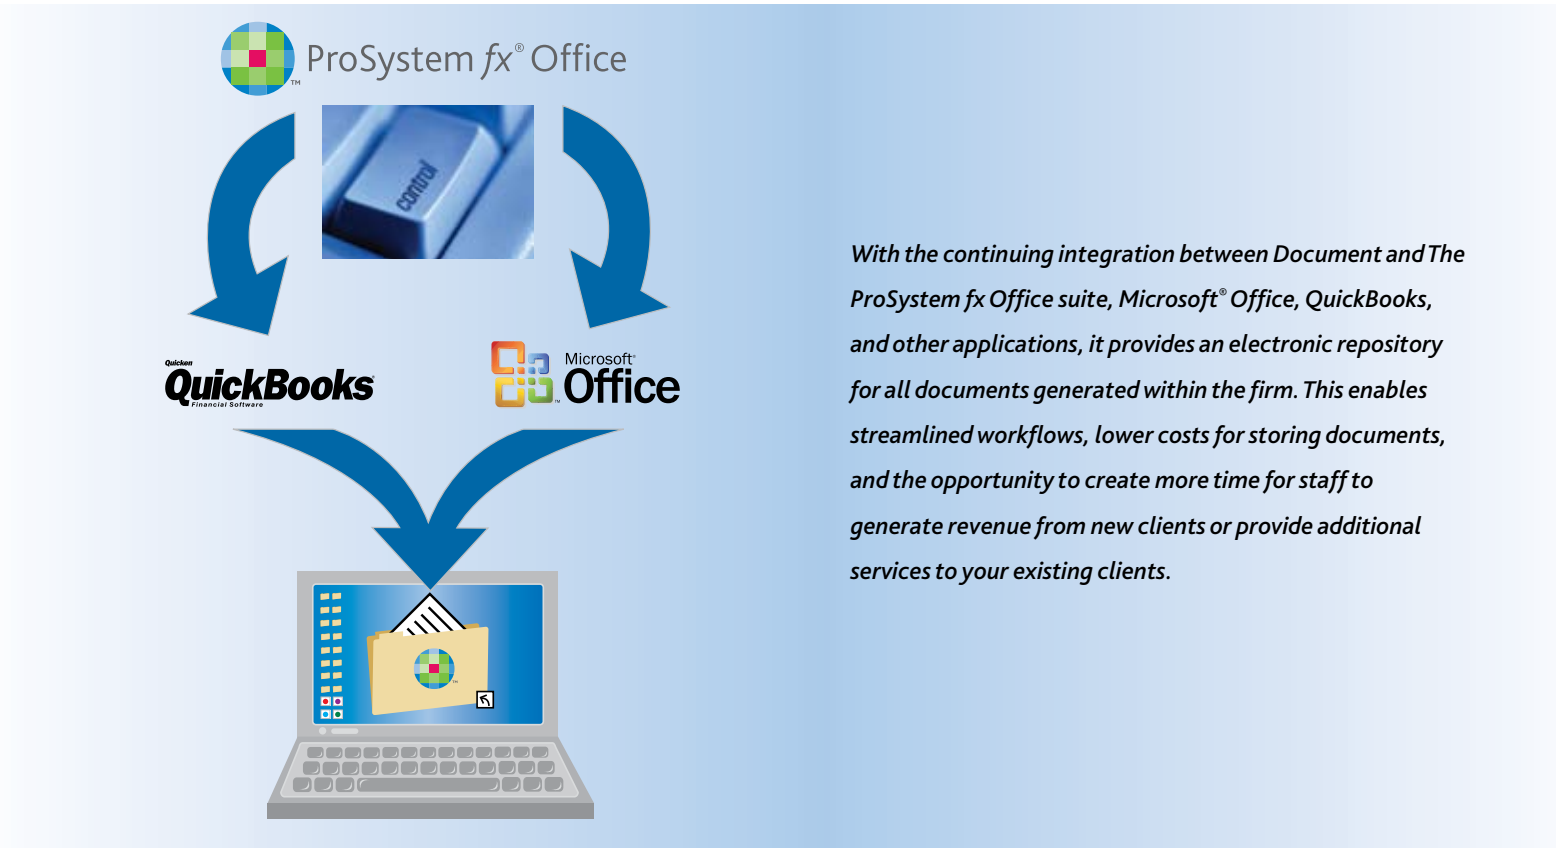 ProSystem fx® Office
™
control
Quicken
QuickBooks®
Financial Software
Microsoft®
Office
™
™
With the continuing integration between Document and The
ProSystem fx Office suite, Microsoft® Office, QuickBooks,
and other applications, it provides an electronic repository
for all documents generated within the firm. This enables
streamlined workflows, lower costs for storing documents,
and the opportunity to create more time for staff to
generate revenue from new clients or provide additional
services to your existing clients.